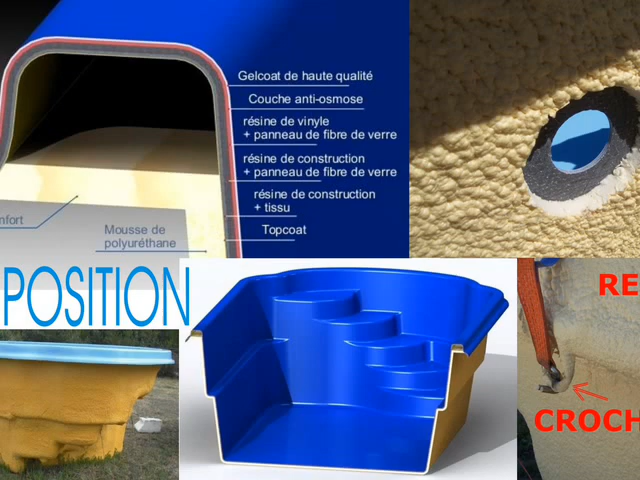 Gelcoat de haute qualité
Couche anti-osmose
résine de vinyle
+ panneau de fibre de verre
résine de construction
+ panneau de fibre de verre
résine de construction
+ tissu
Topcoat
nfort
Mousse de
polyuréthane
POSITION
RE
CROCH